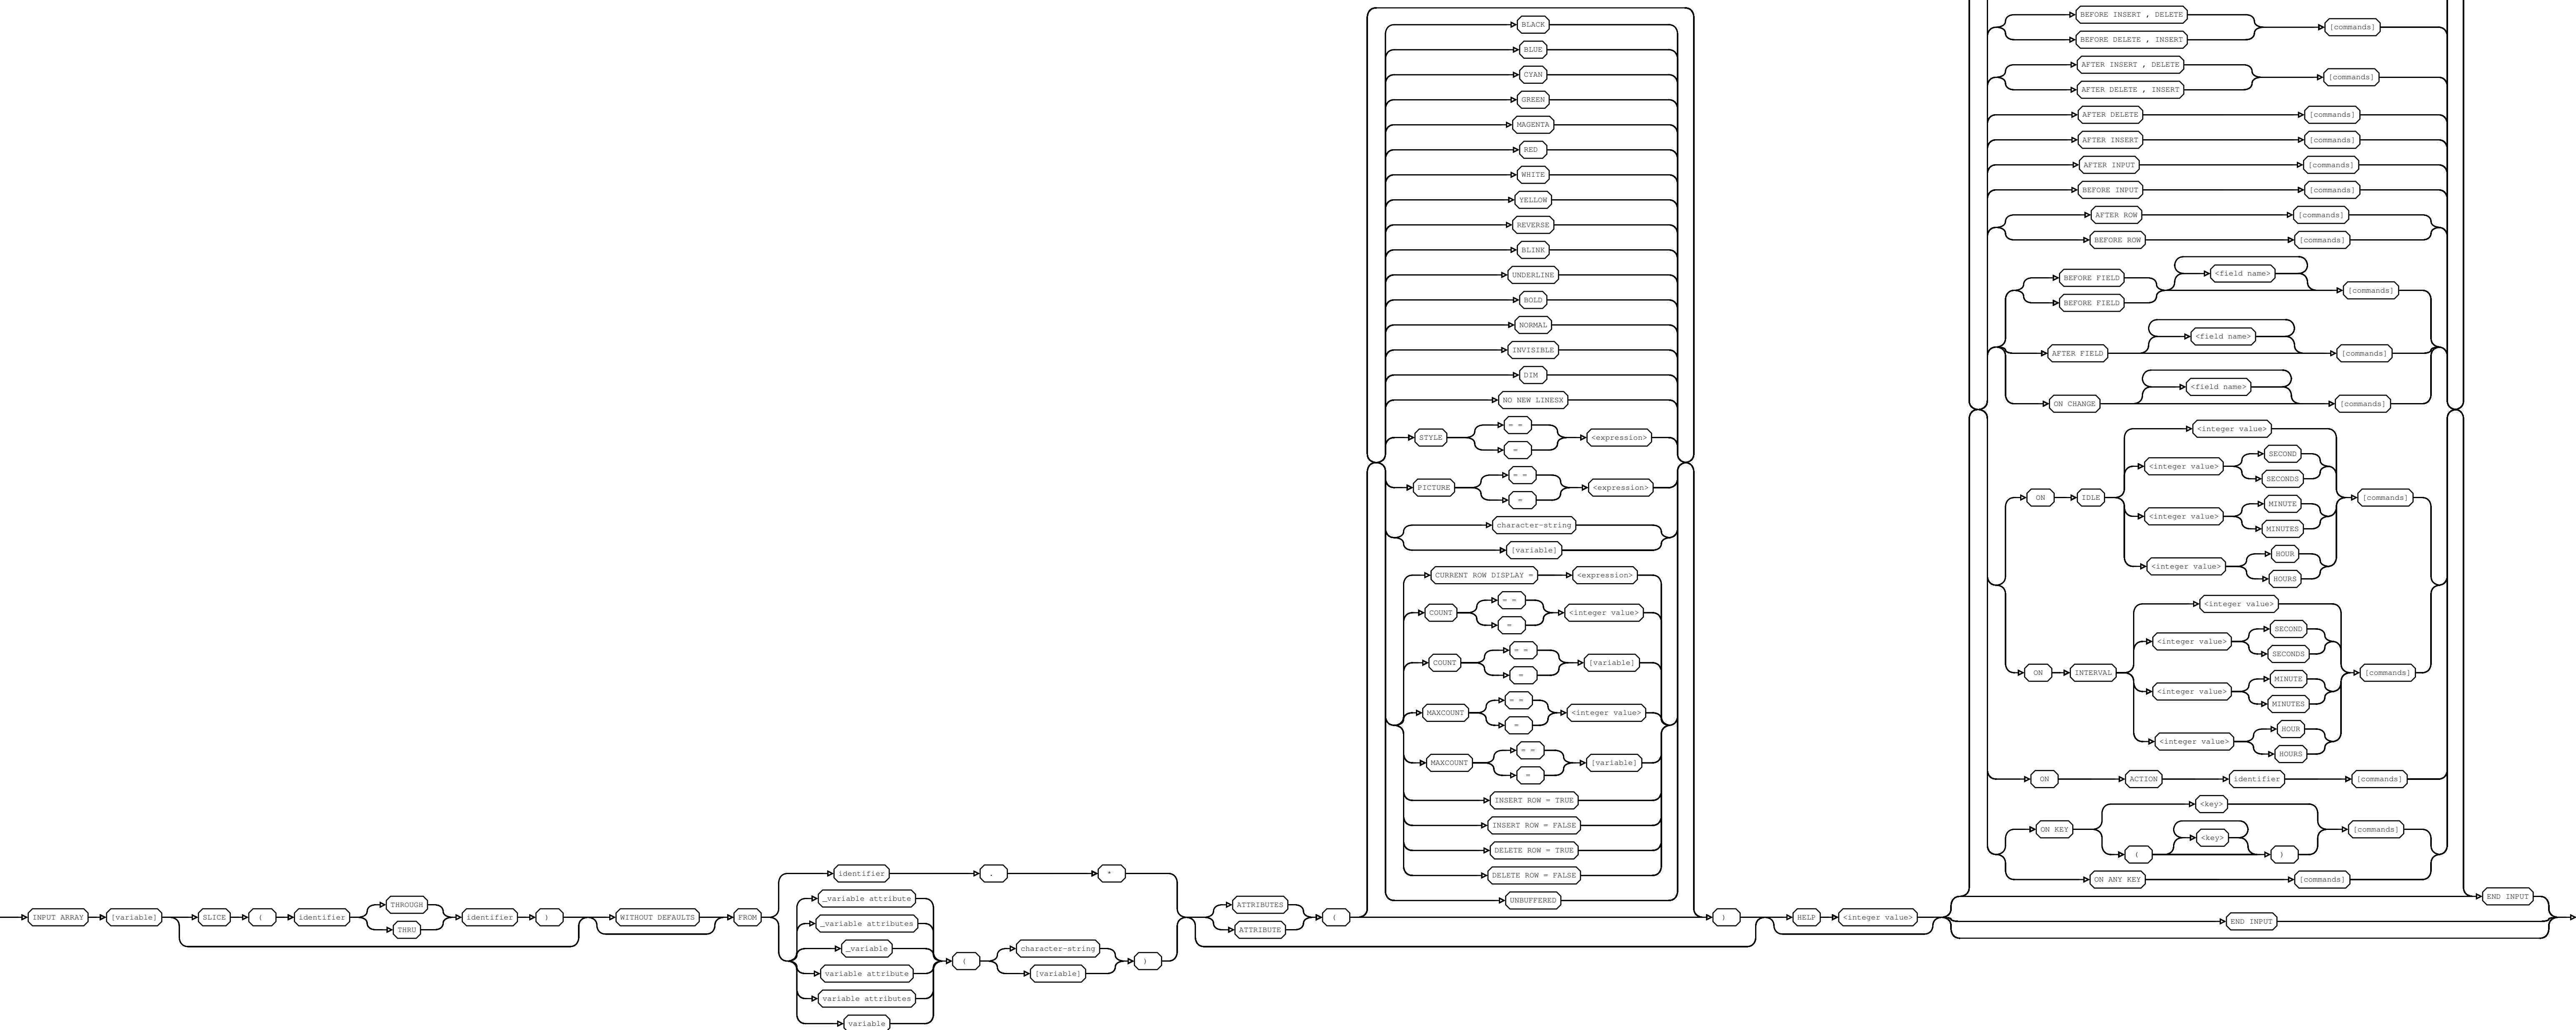 BLACK
BLUE
CYAN
GREEN
MAGENTA
RED
WHITE
YELLOW
REVERSE
BLINK
UNDERLINE
BOLD
NORMAL
INVISIBLE
DIM
NO NEW LINESX
STYLE = = <expression>
=
PICTURE = = <expression>
=
character-string
[variable]
CURRENT ROW DISPLAY = <expression>
COUNT = = <integer value>
=
COUNT = = [variable]
=
MAXCOUNT = = <integer value>
=
MAXCOUNT = = [variable]
=
INSERT ROW = TRUE
INSERT ROW = FALSE
DELETE ROW = TRUE
DELETE ROW = FALSE
UNBUFFERED
BEFORE INSERT , DELETE
[commands]
BEFORE DELETE , INSERT
AFTER INSERT , DELETE
[commands]
AFTER DELETE , INSERT
AFTER DELETE [commands]
AFTER INSERT [commands]
AFTER INPUT [commands]
BEFORE INPUT [commands]
AFTER ROW [commands]
BEFORE ROW [commands]
<field name>
BEFORE FIELD
[commands]
BEFORE FIELD
<field name>
AFTER FIELD [commands]
<field name>
ON CHANGE [commands]
<integer value>
SECOND
<integer value>
SECONDS
ON IDLE [commands]
MINUTE
<integer value>
MINUTES
HOUR
<integer value>
HOURS
<integer value>
SECOND
<integer value>
SECONDS
ON INTERVAL [commands]
MINUTE
<integer value>
MINUTES
HOUR
<integer value>
HOURS
ON ACTION identifier [commands]
<key>
ON KEY [commands]
<key>
( )
ON ANY KEY [commands]
END INPUT
INPUT ARRAY [variable] SLICE ( identifier THROUGH identifier ) WITHOUT DEFAULTS FROM
THRU
identifier . *
_variable attribute
_variable attributes
_variable
variable attribute
variable attributes
variable
( character-string )
[variable]
ATTRIBUTES ( ) HELP <integer value>
ATTRIBUTE
END INPUT